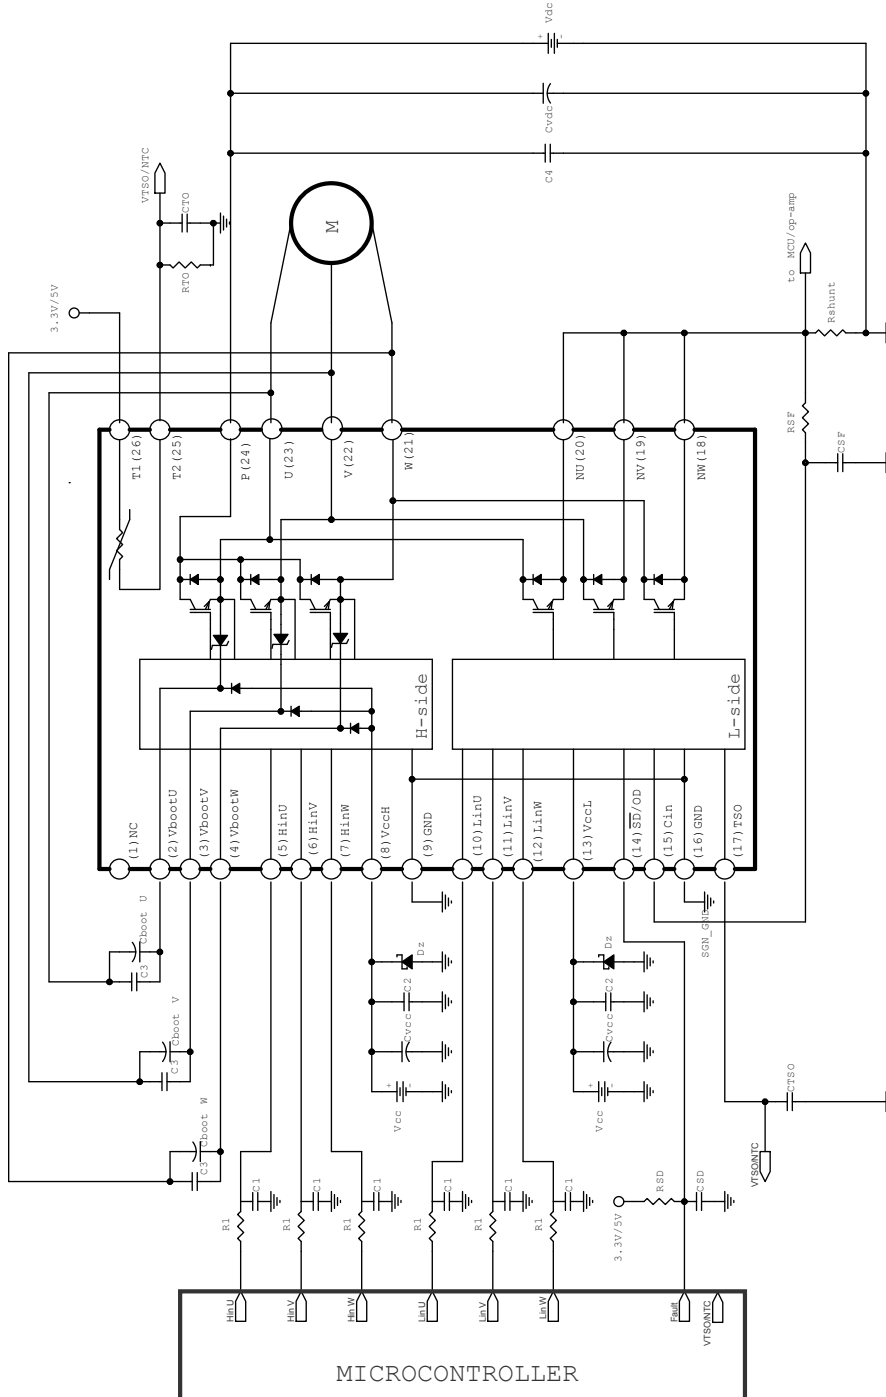 Vdc
+
-
Cvdc
C4
VTSO/NTC
CTO
RTO
M
3.3V/5V
to MCU/op-amp
Rshunt
RSF
CSF
T1(26)
T2(25)
P(24)
U(23)
V(22)
W(21)
NU(20)
NV(19)
NW(18)
H-side
L-side
(1)NC
(2)VbootU
(3)VbootV
(4)VbootW
(5)HinU
(6)HinV
(7)HinW
(8)VccH
(9)GND
(10)LinU
(11)LinV
(12)LinW
(13)VccL
(14)SD/OD
(15)Cin
(16)GND
(17)TSO
SGN_GND
Cboot U
C3
Cboot V
C3
Cboot W
C3
Dz
C2
Cvcc
+
-
Vcc
Dz
C2
Cvcc
+
-
Vcc
CTSO
VTSO/NTC
R1
C1
R1
C1
R1
C1
R1
C1
R1
C1
R1
C1
RSD
CSD
3.3V/5V
Hin U
Hin V
Hin W
Lin U
Lin V
Lin W
Fault
VTSO/NTC
MICROCONTROLLER